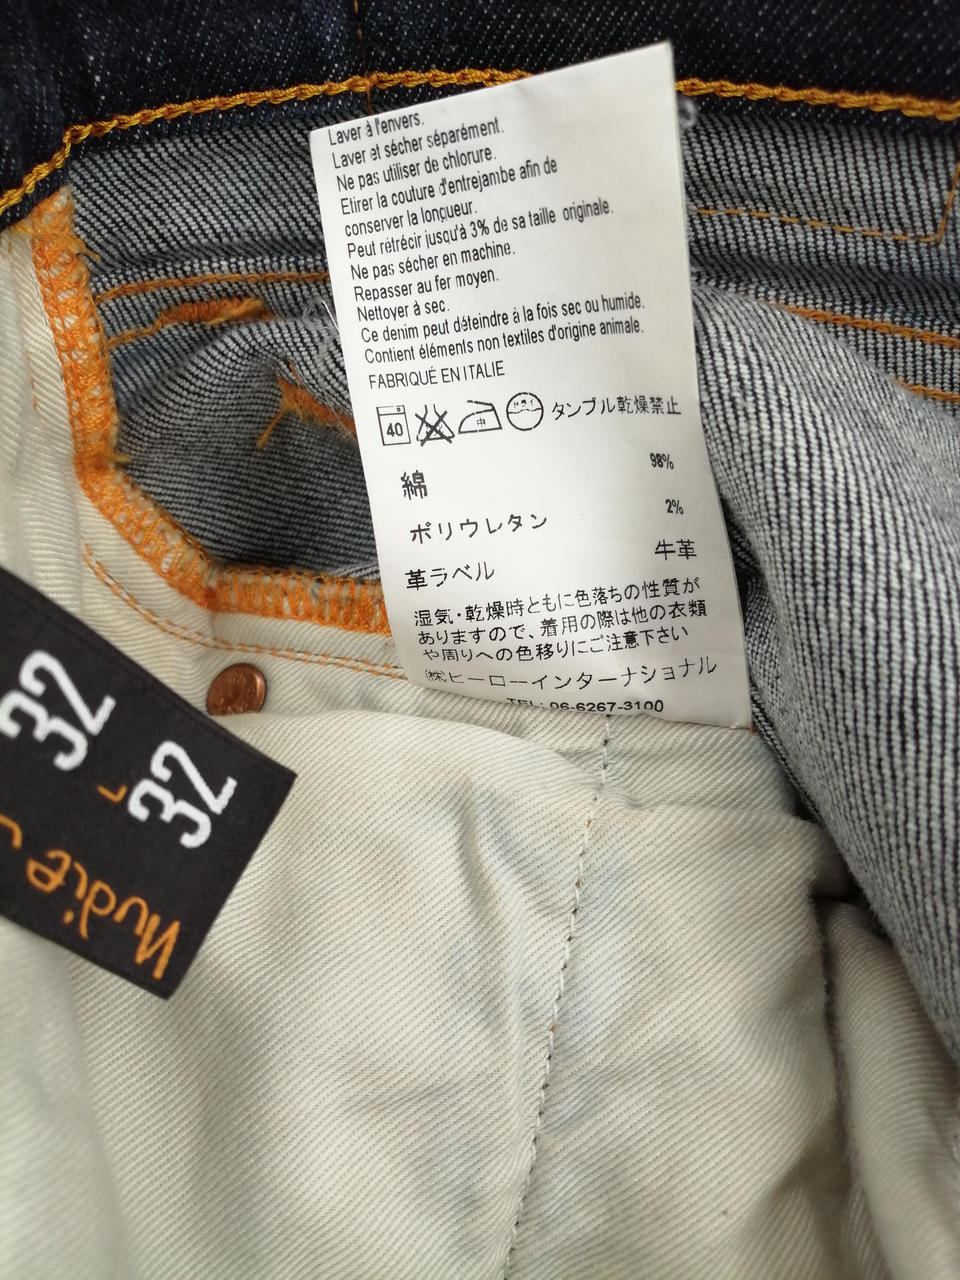 Laver à l'envers.
Laver et sécher séparément.
Ne pas utiliser de chlorure.
Etirer la couture d'entrejambe afin de
conserver la longueur.
Peut rétrécir jusqu'à 3% de sa taille originale.
Ne pas sécher en machine.
Repasser au fer moyen.
Nettoyer à sec.
Ce denim peut déteindre à la fois sec ou humide.
Contient éléments non textiles d'origine animale.
FABRIQUÉ EN ITALIE
40 中 タンブル乾燥禁止
綿 98%
ポリウレタン 2%
革ラベル 牛革
湿気・乾燥時ともに色落ちの性質が
ありますので、着用の際は他の衣類
や周りへの色移りにご注意下さい
㈱ヒーローインターナショナル
TEL: 06-6267-3100
32
L 32
Nudie